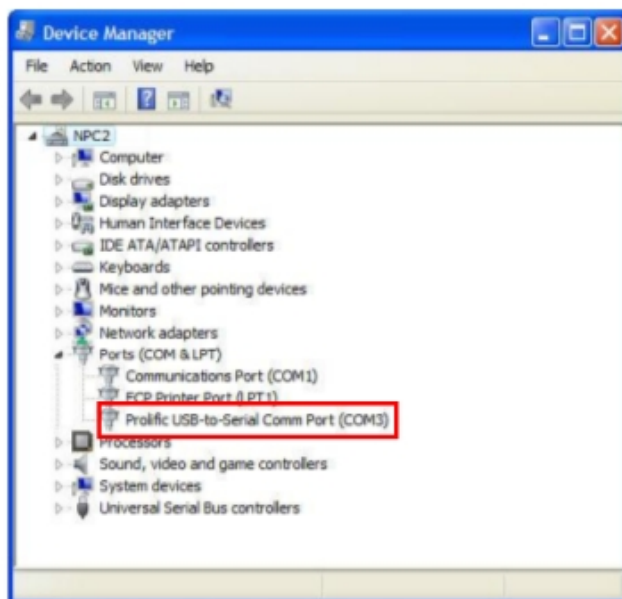 Device Manager
File Action View Help
NPC2
Computer
Disk drives
Display adapters
Human Interface Devices
IDE ATA/ATAPI controllers
Keyboards
Mice and other pointing devices
Monitors
Network adapters
Ports (COM & LPT)
Communications Port (COM1)
ECP Printer Port (LPT1)
Prolific USB-to-Serial Comm Port (COM3)
Processors
Sound, video and game controllers
System devices
Universal Serial Bus controllers